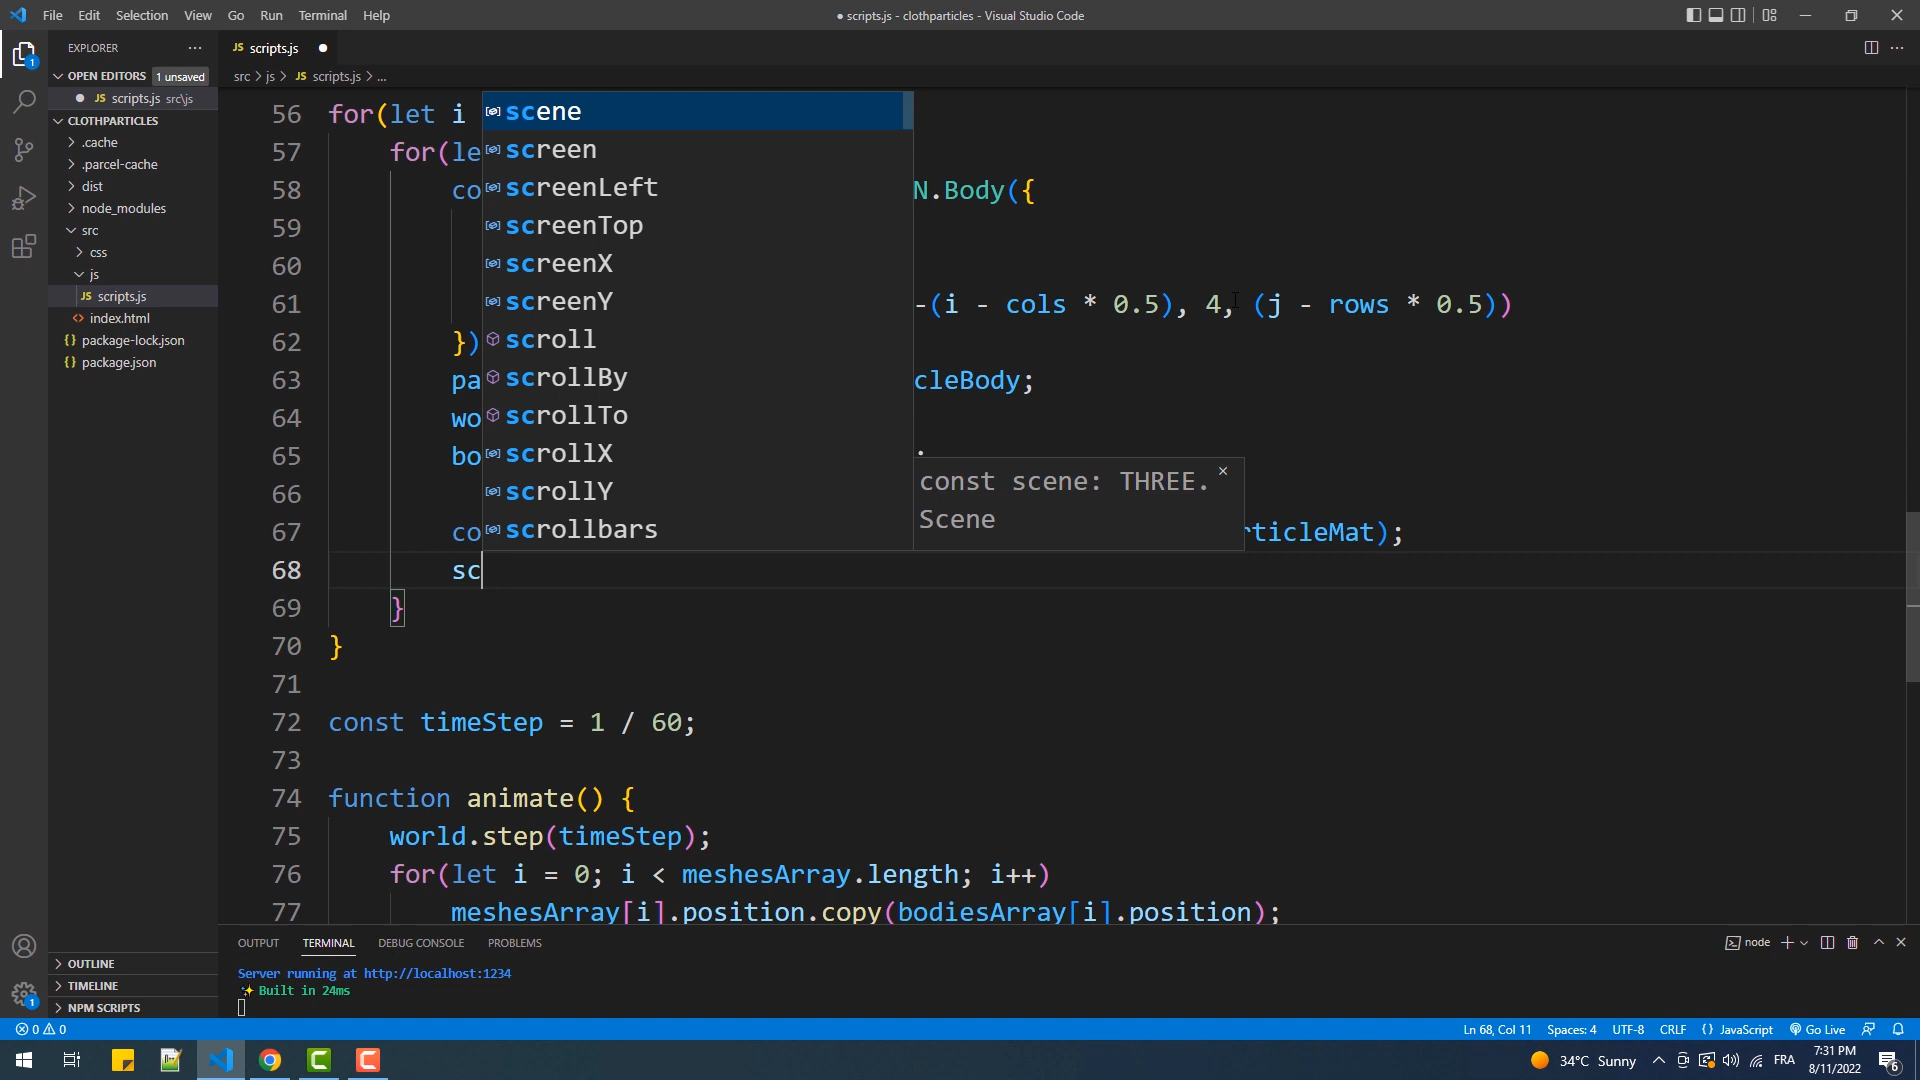 File Edit Selection View Go Run Terminal Help
● scripts.js - clothparticles - Visual Studio Code
EXPLORER
JS scripts.js
OPEN EDITORS 1 unsaved
src > js > JS scripts.js > ...
JS scripts.js src\js
CLOTHPARTICLES
.cache
.parcel-cache
dist
node_modules
src
css
js
JS scripts.js
index.html
package-lock.json
package.json
OUTLINE
TIMELINE
NPM SCRIPTS
56 for(let i
57 for(le
58 co N.Body({
59
60
61 -(i - cols * 0.5), 4, (j - rows * 0.5))
62 })
63 pa cleBody;
64 wo
65 bo
66
67 co rticleMat);
68 sc
69 }
70 }
71
72 const timeStep = 1 / 60;
73
74 function animate() {
75 world.step(timeStep);
76 for(let i = 0; i < meshesArray.length; i++)
77 meshesArray[i].position.copy(bodiesArray[i].position);
scene
screen
screenLeft
screenTop
screenX
screenY
scroll
scrollBy
scrollTo
scrollX
scrollY
scrollbars
const scene: THREE.
Scene
OUTPUT TERMINAL DEBUG CONSOLE PROBLEMS
node
Server running at http://localhost:1234
✨ Built in 24ms
0 0
Ln 68, Col 11 Spaces: 4 UTF-8 CRLF {} JavaScript Go Live
34°C Sunny FRA 7:31 PM
8/11/2022
6